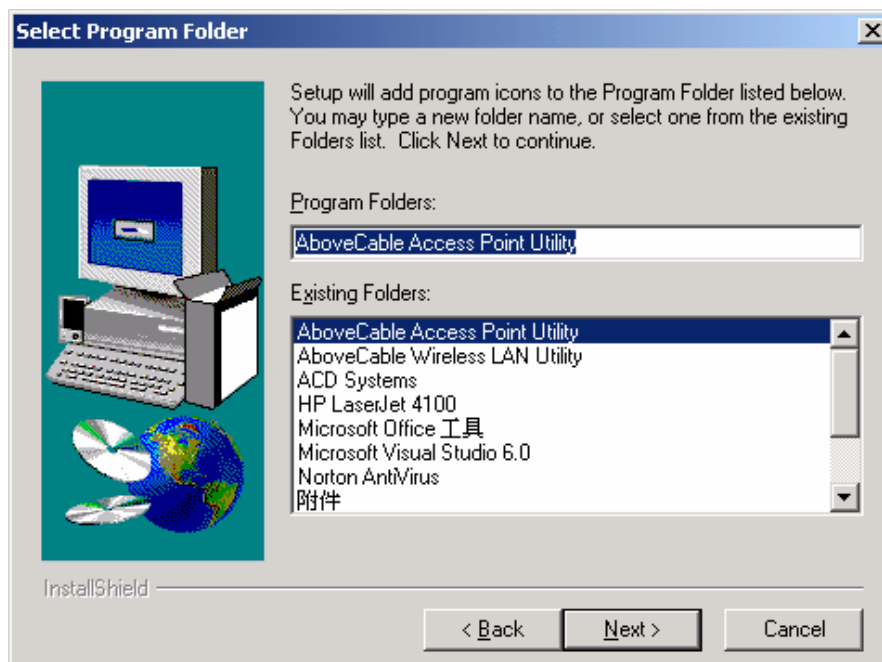 Select Program Folder
Setup will add program icons to the Program Folder listed below.
You may type a new folder name, or select one from the existing
Folders list. Click Next to continue.
Program Folders:
AboveCable Access Point Utility
Existing Folders:
AboveCable Access Point Utility
AboveCable Wireless LAN Utility
ACD Systems
HP LaserJet 4100
Microsoft Office 工具
Microsoft Visual Studio 6.0
Norton AntiVirus
附件
InstallShield
< Back
Next >
Cancel